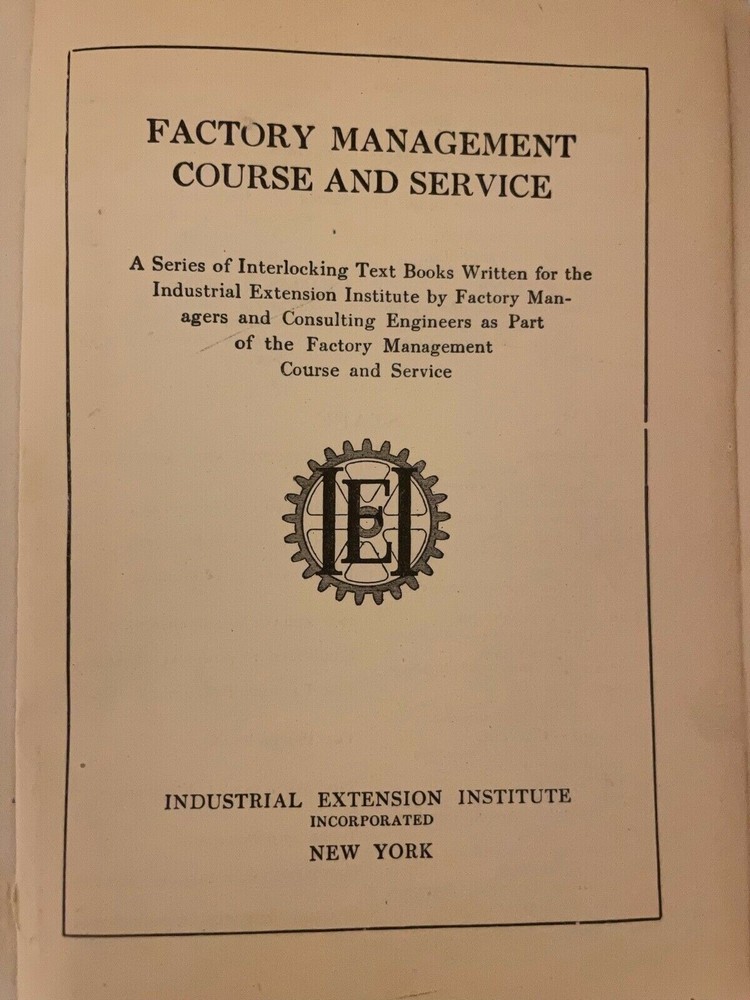 FACTORY MANAGEMENT
COURSE AND SERVICE
A Series of Interlocking Text Books Written for the
Industrial Extension Institute by Factory Man-
agers and Consulting Engineers as Part
of the Factory Management
Course and Service
IEI
INDUSTRIAL EXTENSION INSTITUTE
INCORPORATED
NEW YORK